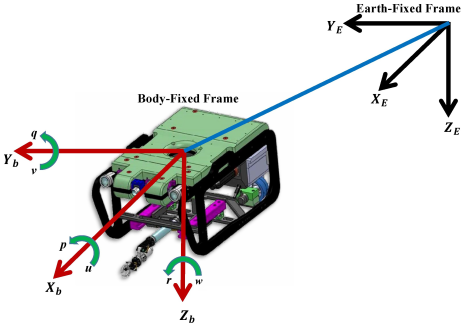 Earth-Fixed Frame
Y_E
X_E
Z_E
Body-Fixed Frame
q
Y_b
v
p
u
X_b
r
w
Z_b